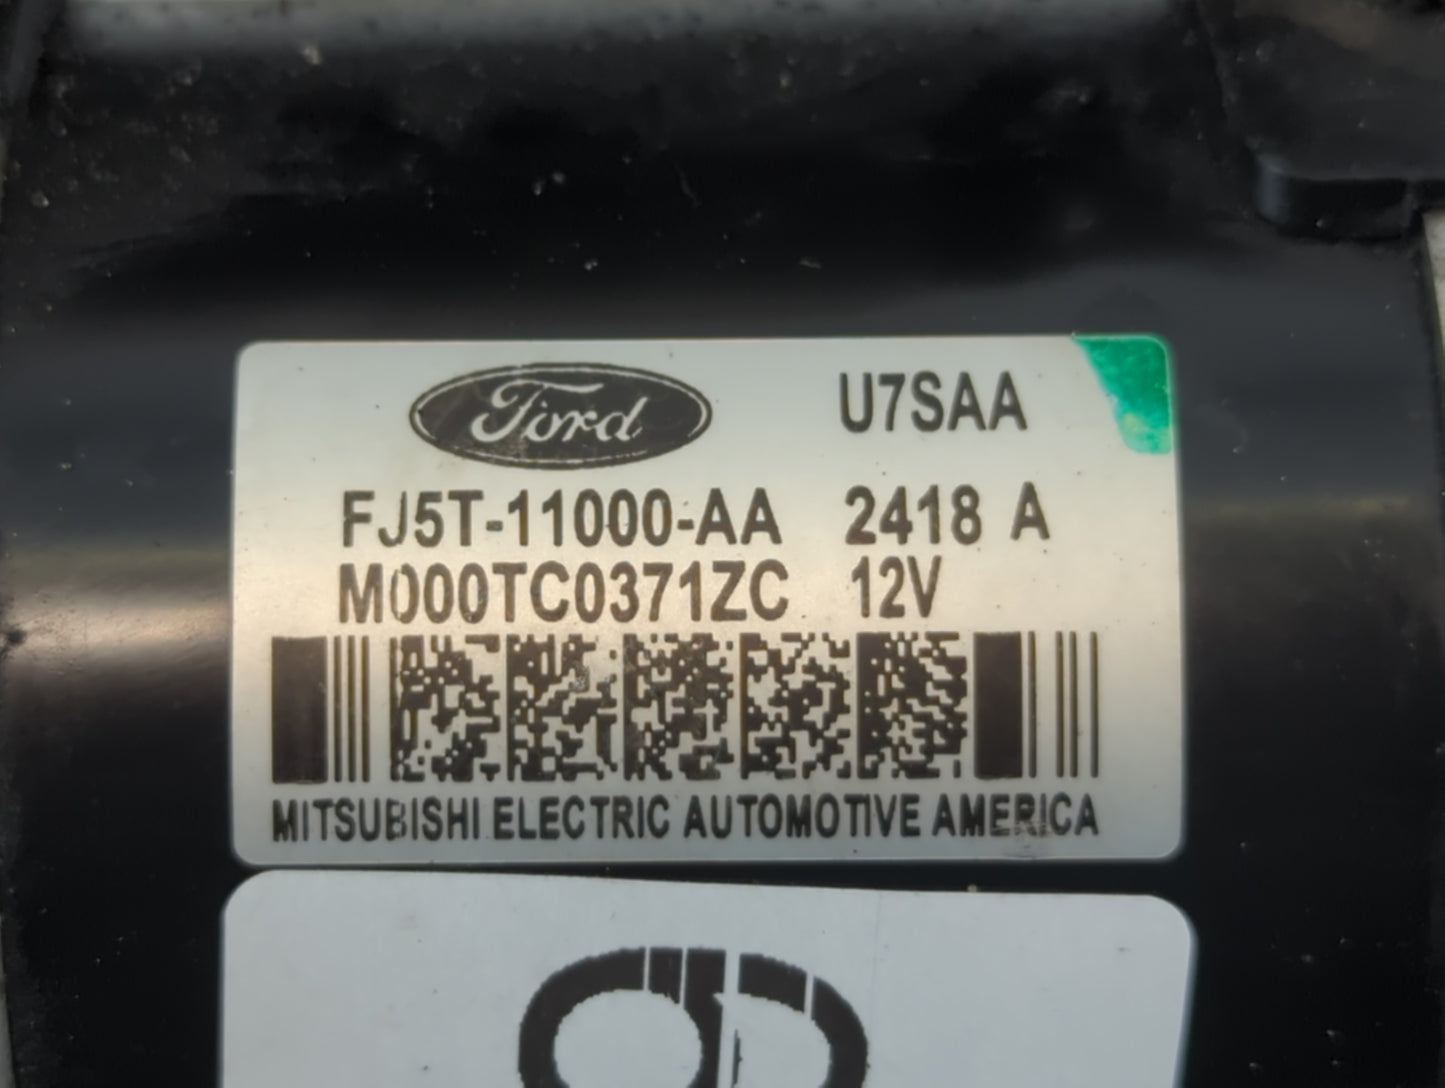 Ford U7SAA
FJ5T-11000-AA 2418 A
M000TC0371ZC 12V
MITSUBISHI ELECTRIC AUTOMOTIVE AMERICA